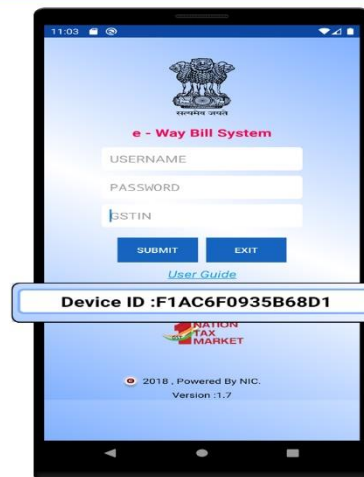 11:03
सत्यमेव जयते
e - Way Bill System
USERNAME
PASSWORD
GSTIN
SUBMIT EXIT
User Guide
Device ID :F1AC6F0935B68D1
NATION
TAX
MARKET
2018 , Powered By NIC.
Version :1.7